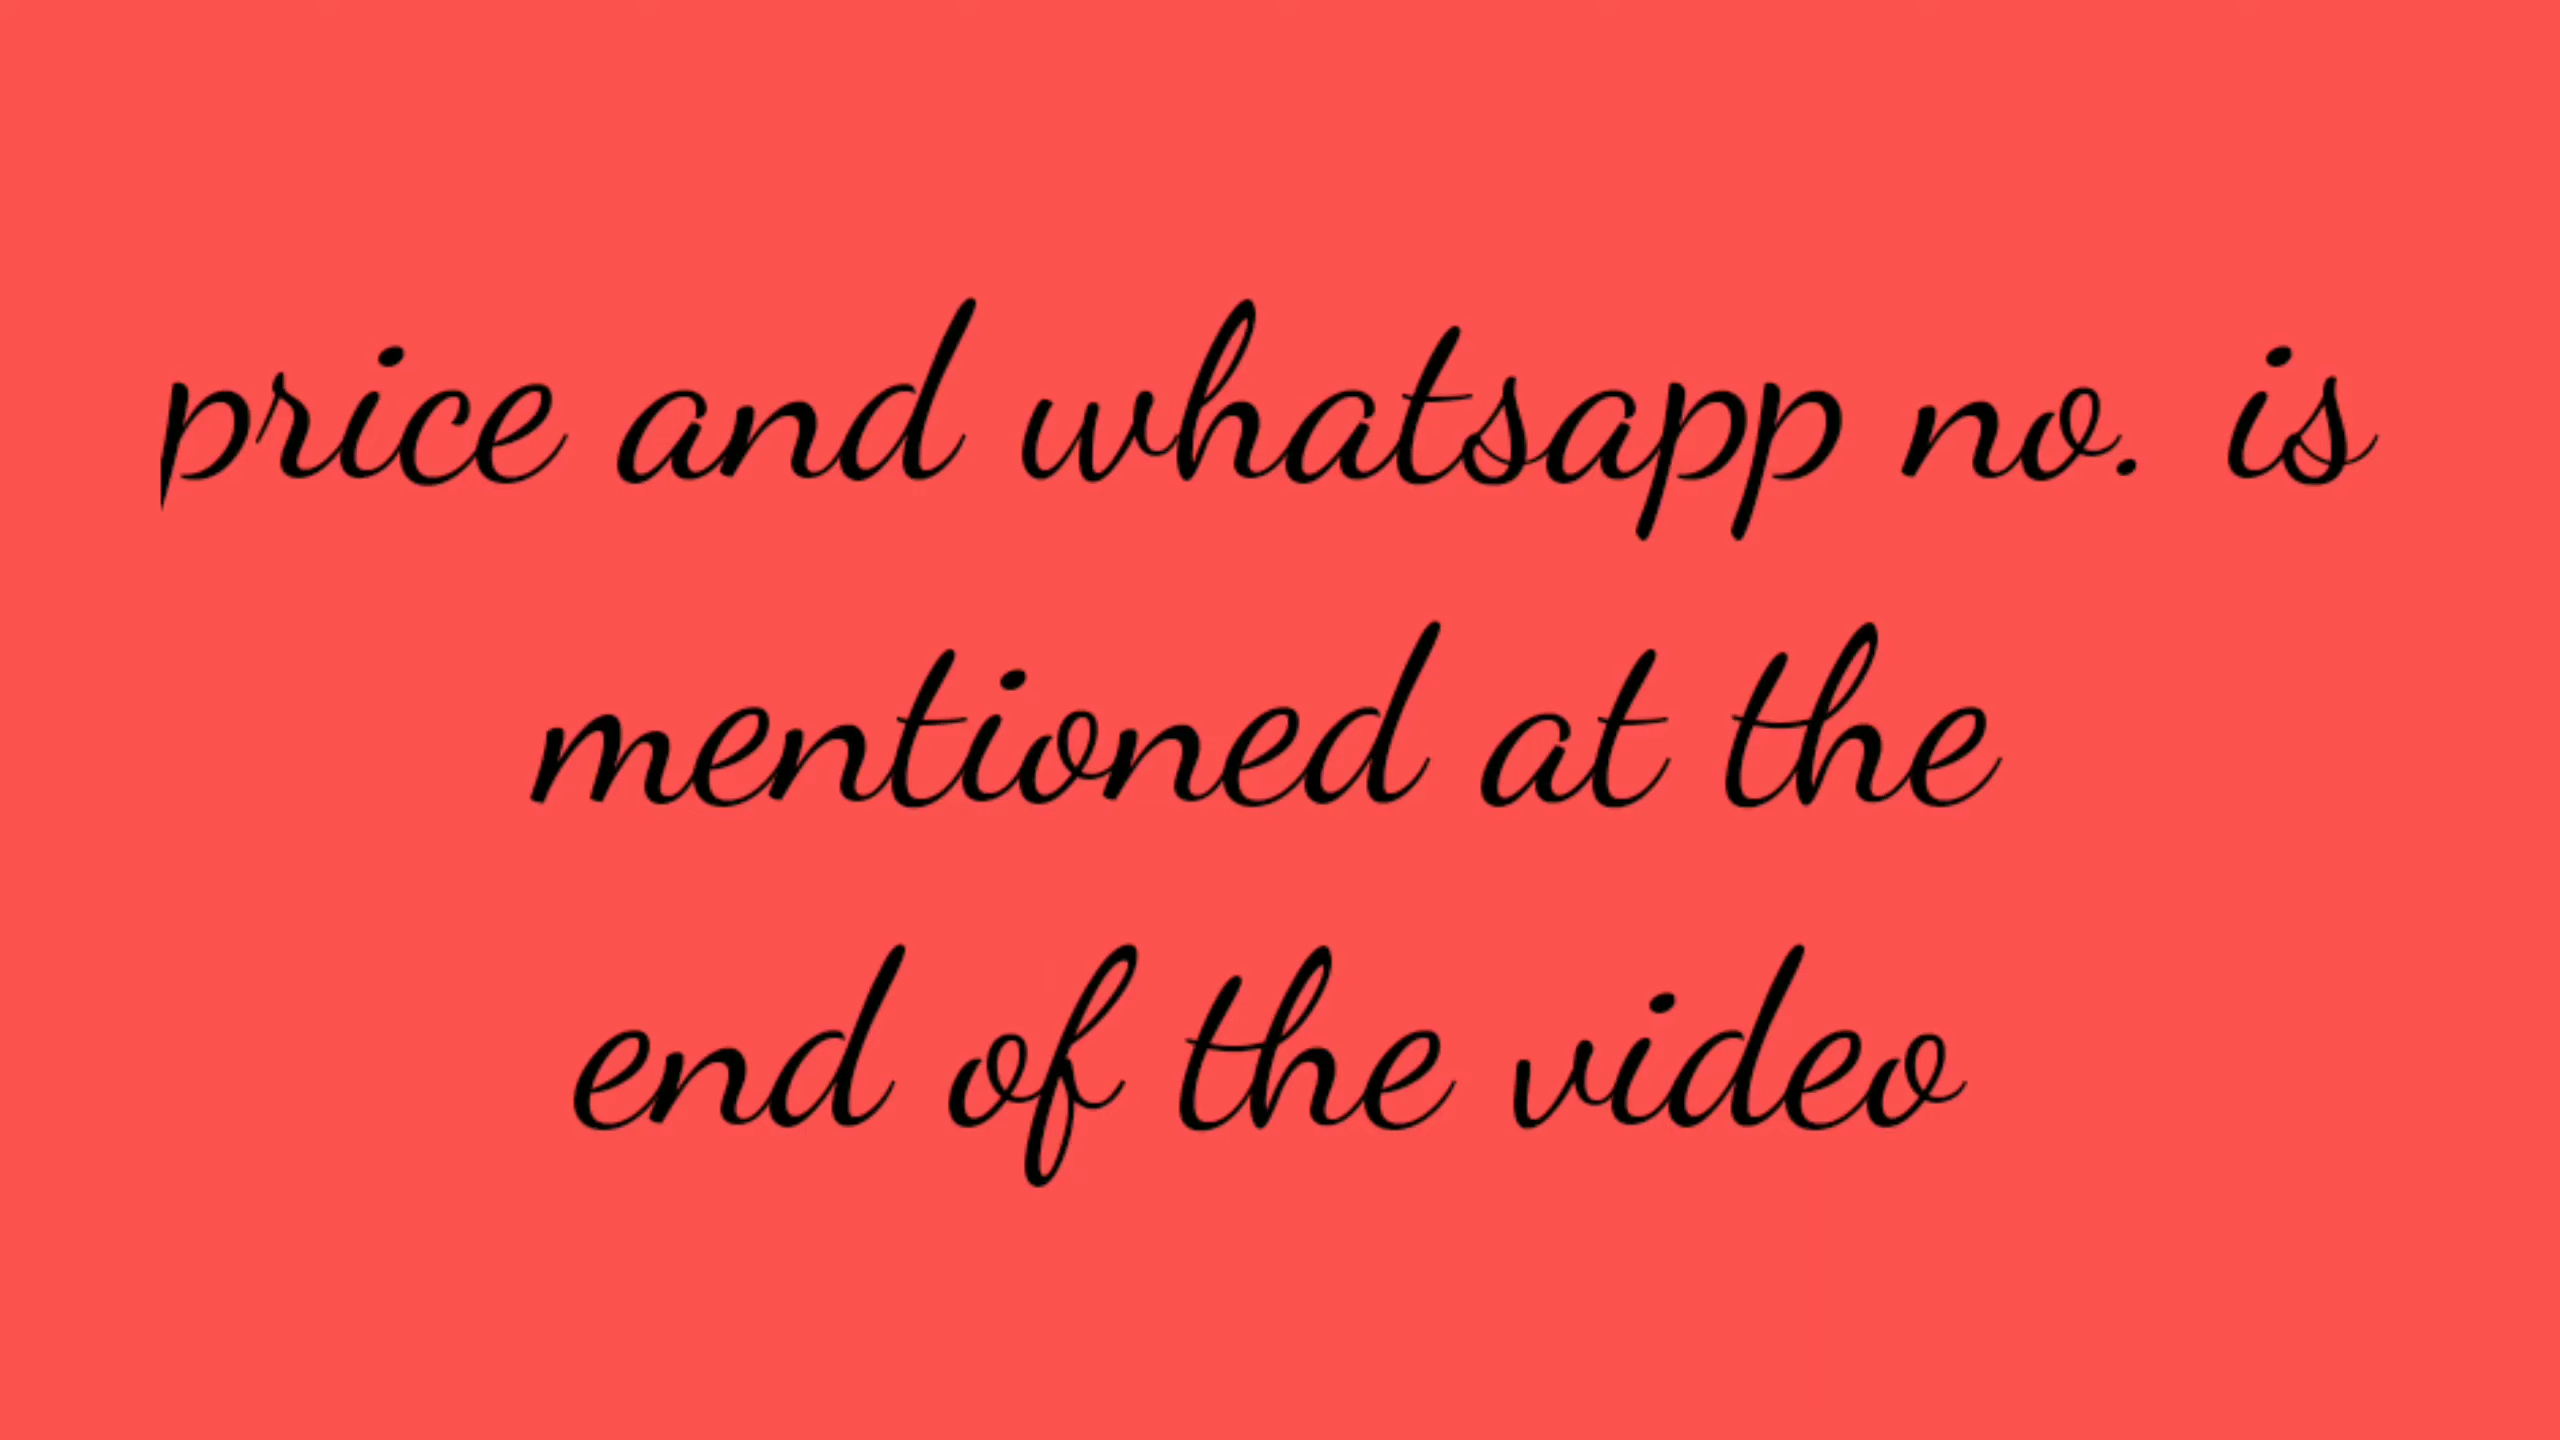 price and whatsapp no. is
mentioned at the
end of the video